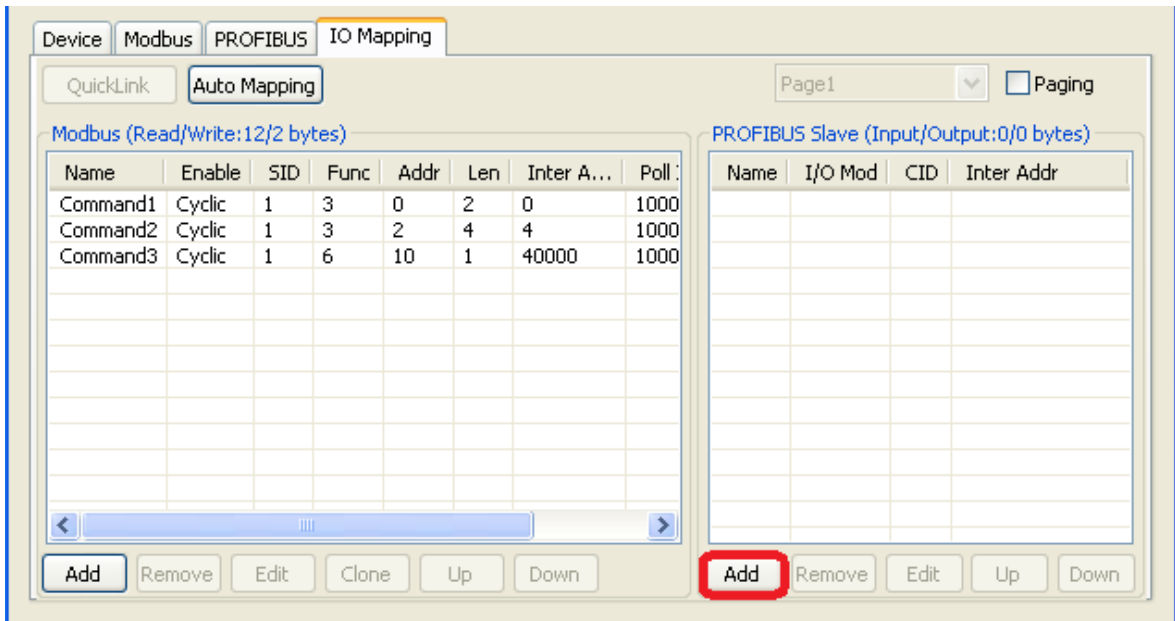 Device Modbus PROFIBUS IO Mapping
QuickLink Auto Mapping Page1 Paging
Modbus (Read/Write:12/2 bytes) PROFIBUS Slave (Input/Output:0/0 bytes)
Name Enable SID Func Addr Len Inter A... Poll Name I/O Mod CID Inter Addr
Command1 Cyclic 1 3 0 2 0 1000
Command2 Cyclic 1 3 2 4 4 1000
Command3 Cyclic 1 6 10 1 40000 1000
Add Remove Edit Clone Up Down Add Remove Edit Up Down